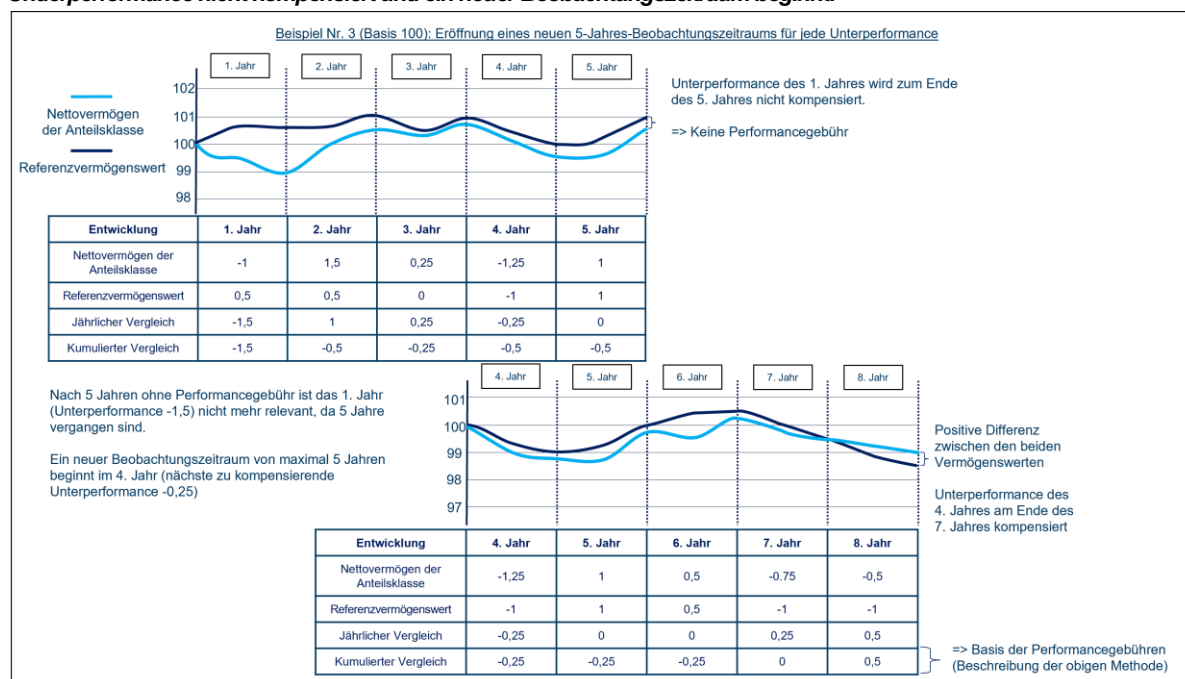 Unterperformance nicht kompensiert und ein neuer Beobachtungszeitraum beginnt.
Beispiel Nr. 3 (Basis 100): Eröffnung eines neuen 5-Jahres-Beobachtungszeitraums für jede Unterperformance
1. Jahr 2. Jahr 3. Jahr 4. Jahr 5. Jahr
Nettovermögen
der Anteilsklasse
Referenzvermögenswert
102
101
100
99
98
Unterperformance des 1. Jahres wird zum Ende
des 5. Jahres nicht kompensiert.
=> Keine Performancegebühr
Entwicklung 1. Jahr 2. Jahr 3. Jahr 4. Jahr 5. Jahr
Nettovermögen der
Anteilsklasse -1 1,5 0,25 -1,25 1
Referenzvermögenswert 0,5 0,5 0 -1 1
Jährlicher Vergleich -1,5 1 0,25 -0,25 0
Kumulierter Vergleich -1,5 -0,5 -0,25 -0,5 -0,5
Nach 5 Jahren ohne Performancegebühr ist das 1. Jahr
(Unterperformance -1,5) nicht mehr relevant, da 5 Jahre
vergangen sind.
Ein neuer Beobachtungszeitraum von maximal 5 Jahren
beginnt im 4. Jahr (nächste zu kompensierende
Unterperformance -0,25)
4. Jahr 5. Jahr 6. Jahr 7. Jahr 8. Jahr
101
100
99
98
97
Positive Differenz
zwischen den beiden
Vermögenswerten
Unterperformance des
4. Jahres am Ende des
7. Jahres kompensiert
Entwicklung 4. Jahr 5. Jahr 6. Jahr 7. Jahr 8. Jahr
Nettovermögen der
Anteilsklasse -1,25 1 0,5 -0.75 -0,5
Referenzvermögenswert -1 1 0,5 -1 -1
Jährlicher Vergleich -0,25 0 0 0,25 0,5
Kumulierter Vergleich -0,25 -0,25 -0,25 0 0,5
=> Basis der Performancegebühren
(Beschreibung der obigen Methode)